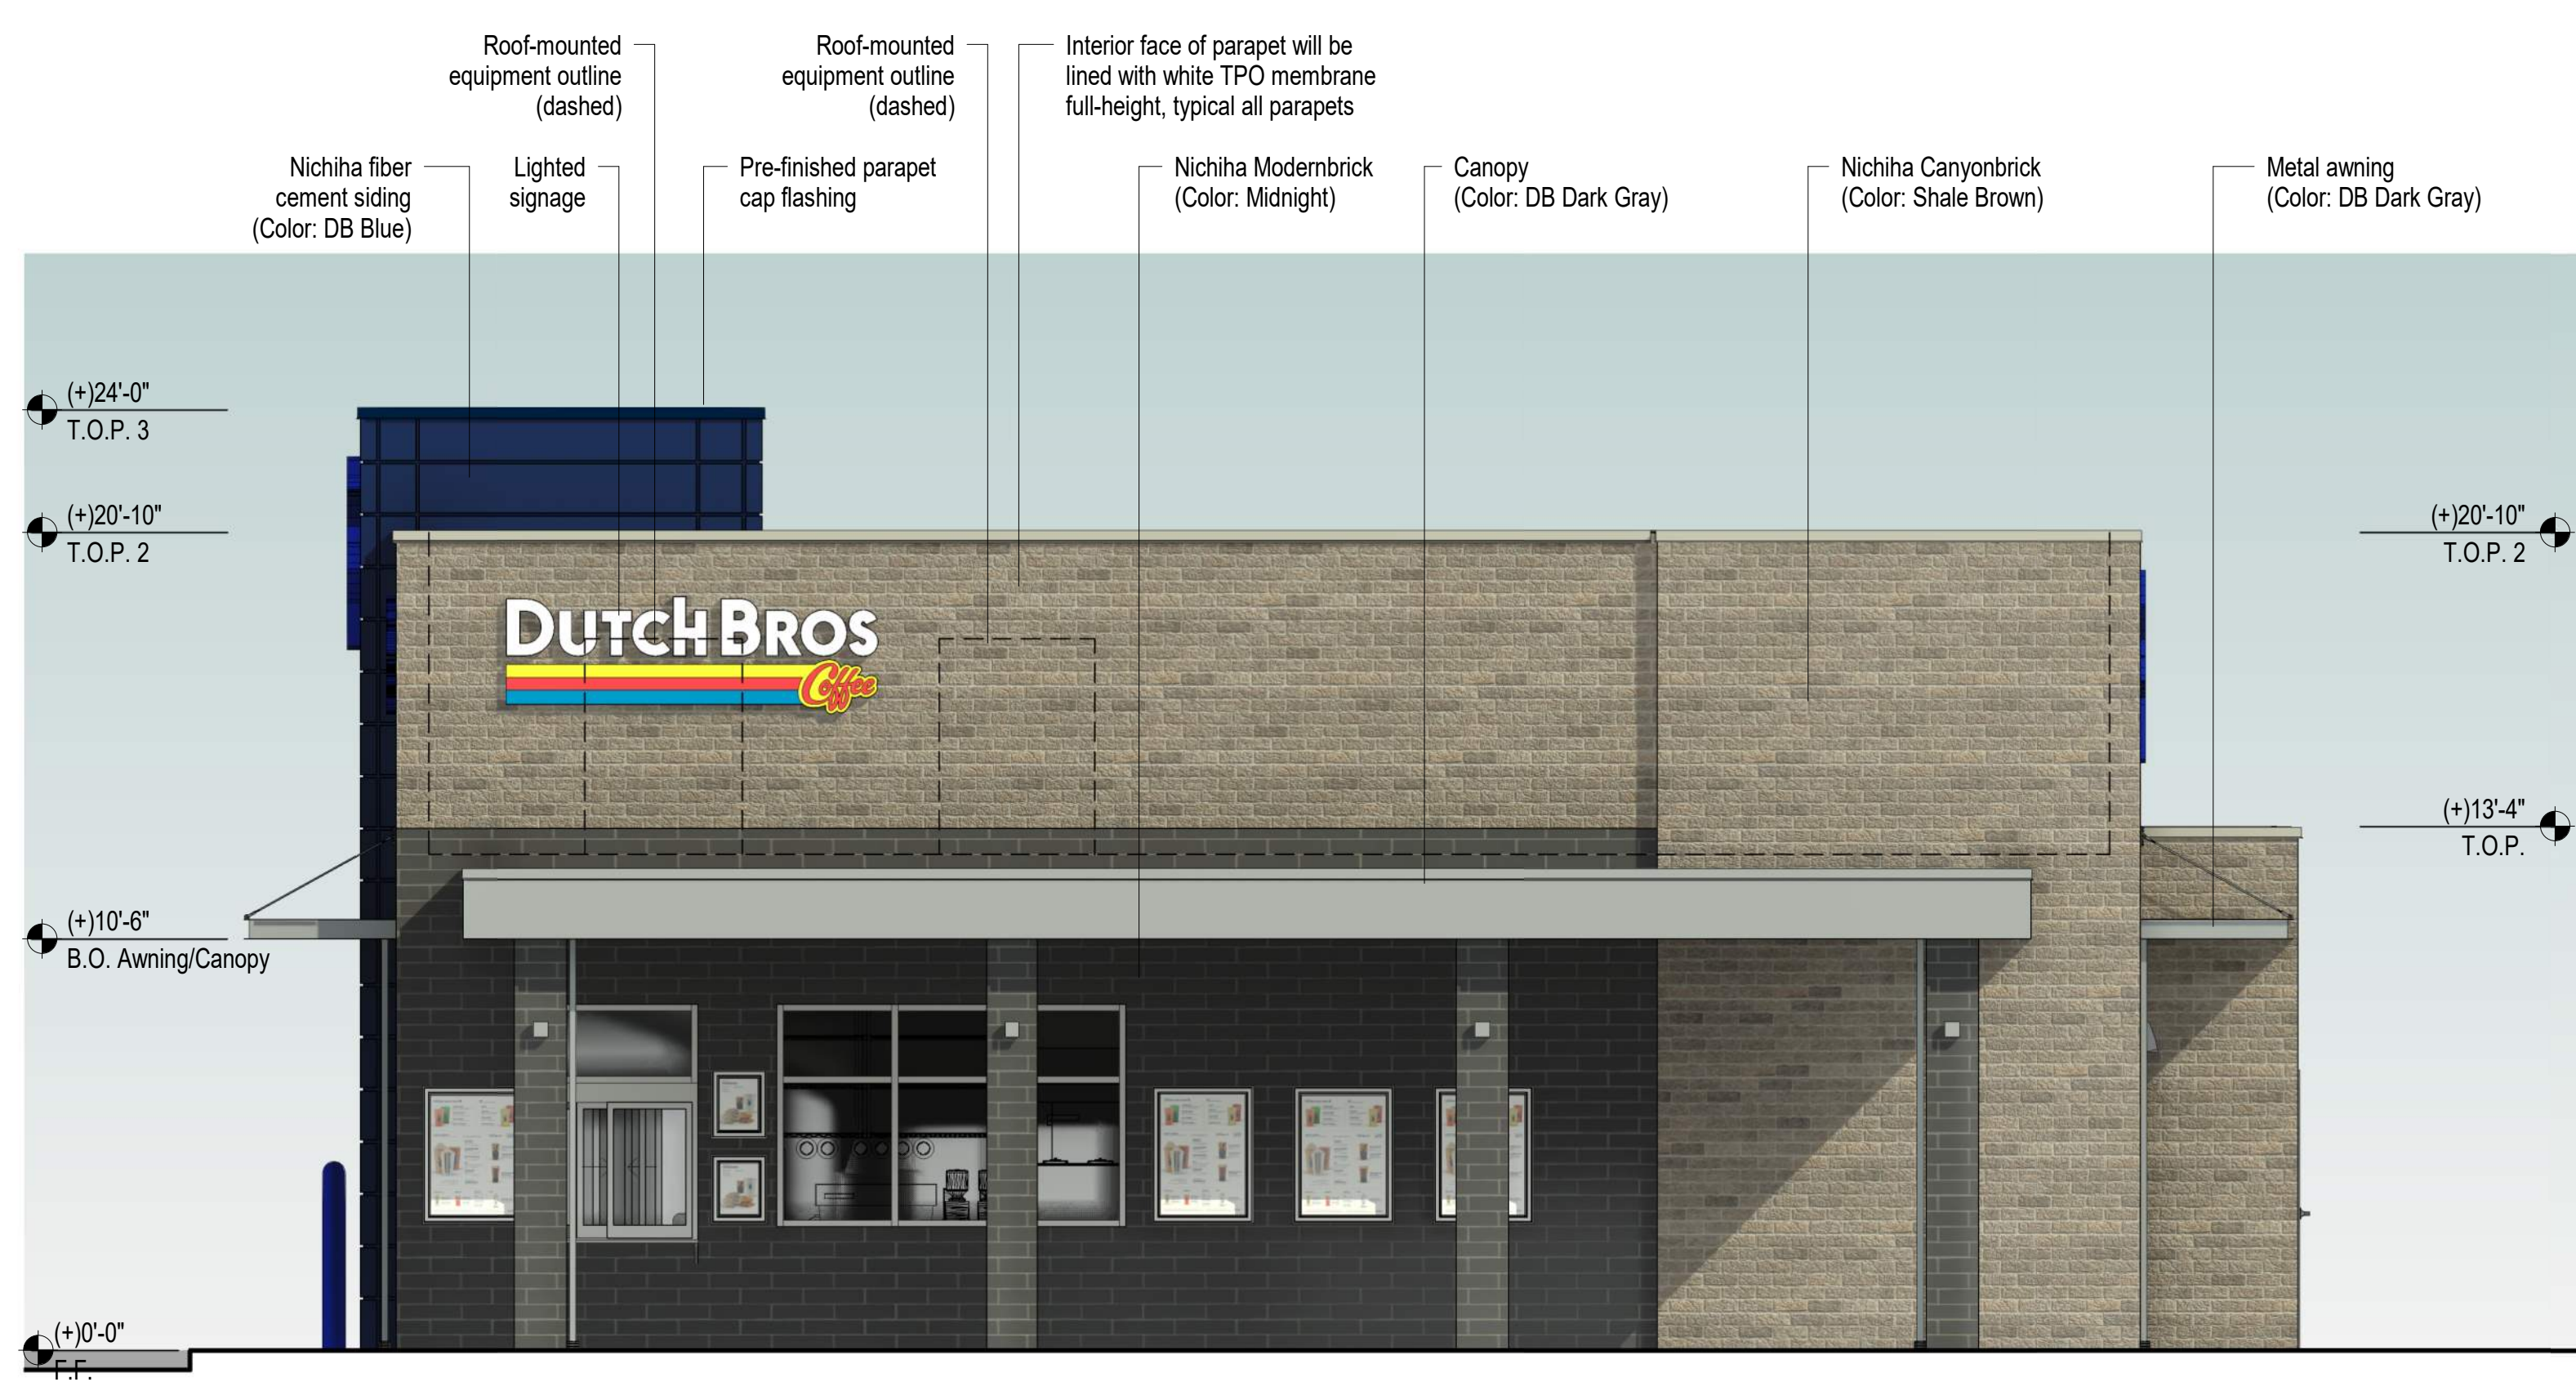 Roof-mounted
equipment outline
(dashed)
Roof-mounted
equipment outline
(dashed)
Interior face of parapet will be
lined with white TPO membrane
full-height, typical all parapets
Nichiha fiber
cement siding
(Color: DB Blue)
Lighted
signage
Pre-finished parapet
cap flashing
Nichiha Modernbrick
(Color: Midnight)
Canopy
(Color: DB Dark Gray)
Nichiha Canyonbrick
(Color: Shale Brown)
Metal awning
(Color: DB Dark Gray)
(+)24'-0"
T.O.P. 3
(+)20'-10"
T.O.P. 2
(+)20'-10"
T.O.P. 2
DUTCH BROS
Coffee
(+)13'-4"
T.O.P.
(+)10'-6"
B.O. Awning/Canopy
(+)0'-0"
F.F.